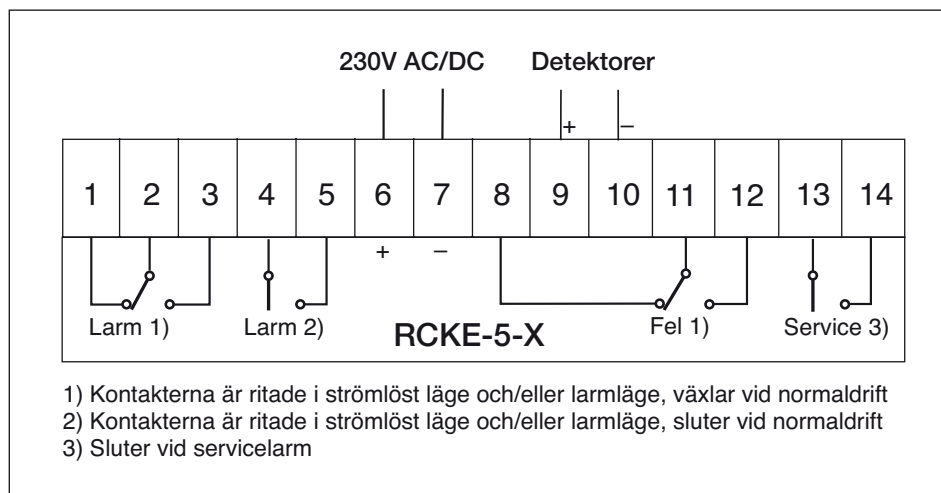 230V AC/DC Detektorer
+ –
1 2 3 4 5 6 7 8 9 10 11 12 13 14
+ –
Larm 1) Larm 2) RCKE-5-X Fel 1) Service 3)
1) Kontakterna är ritade i strömlöst läge och/eller larmläge, växlar vid normaldrift
2) Kontakterna är ritade i strömlöst läge och/eller larmläge, sluter vid normaldrift
3) Sluter vid servicelarm